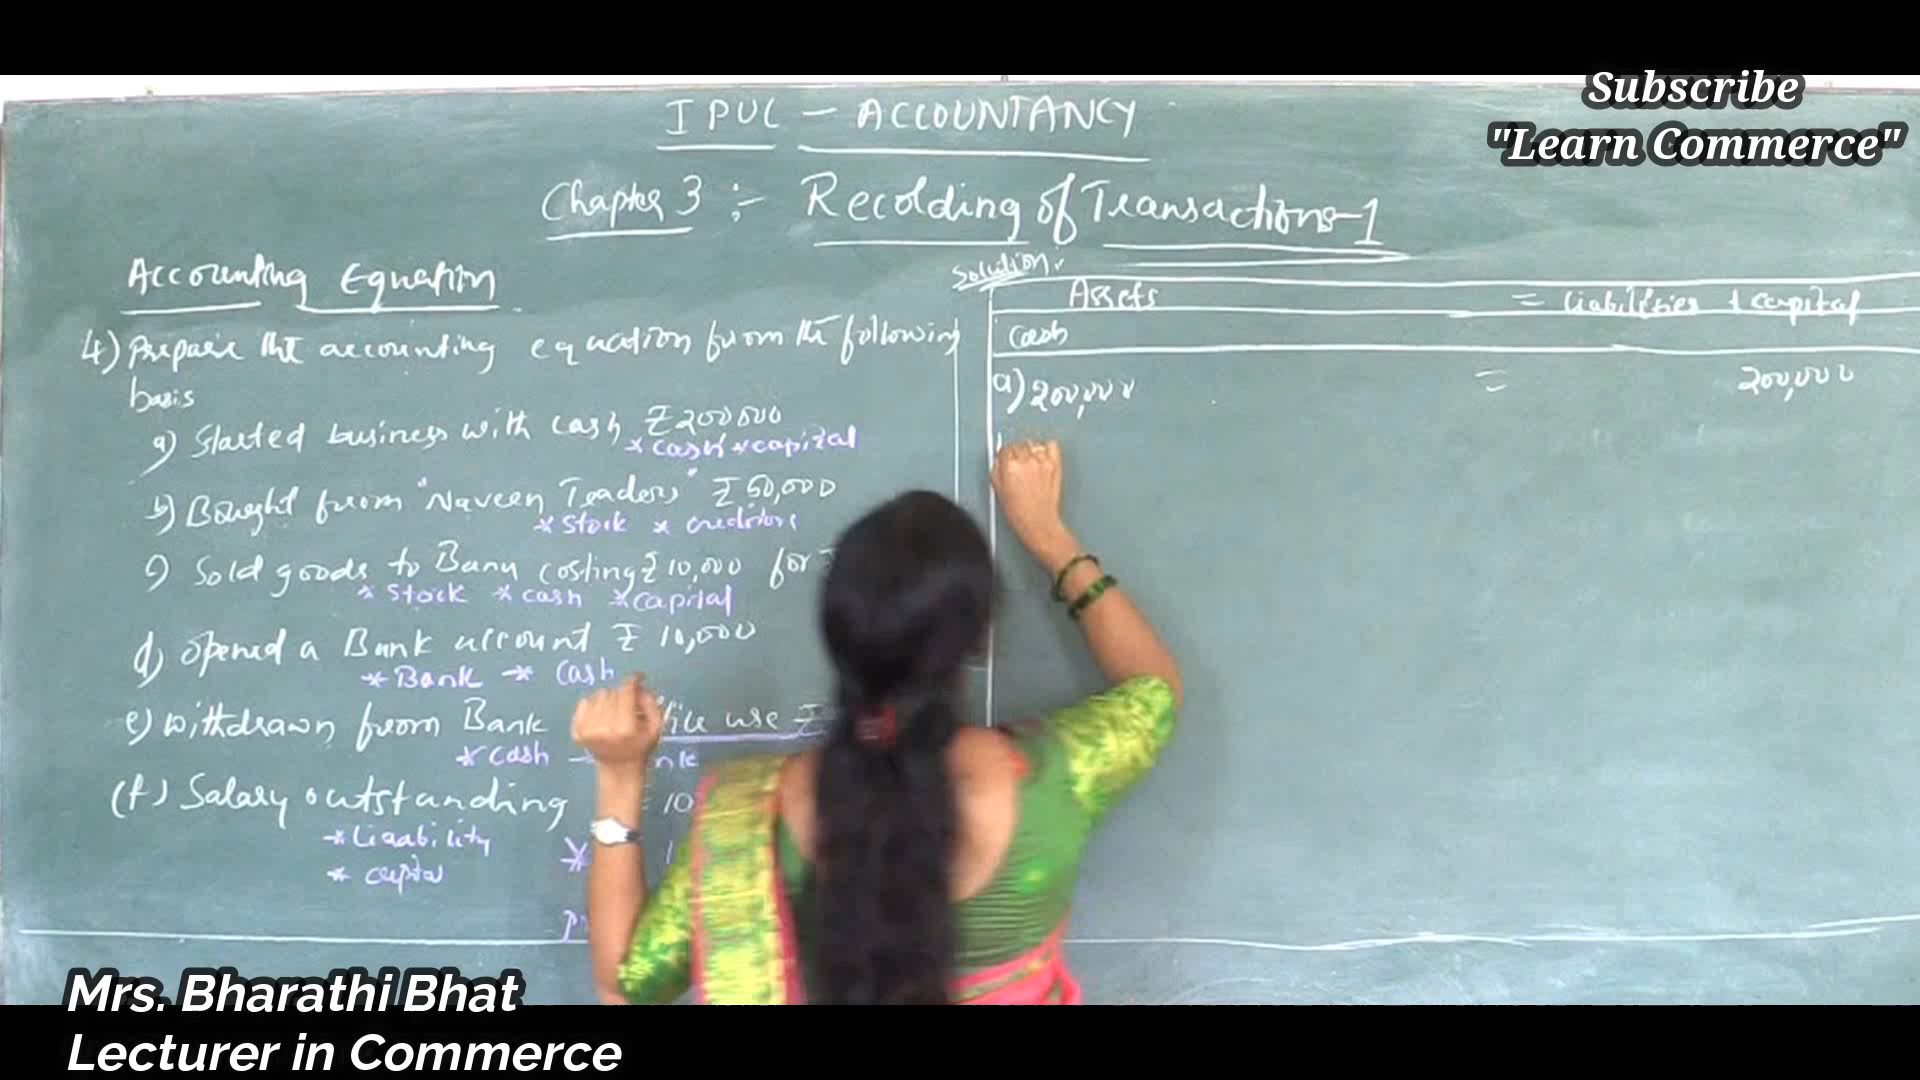 I PUC - ACCOUNTANCY
Subscribe
"Learn Commerce"
Chapter 3 :- Recording of Transactions-1
Accounting Equation
4) Prepare the accounting equation from the following
basis
a) Started business with cash ₹ 200000
* cash * capital
b) Bought from "Naveen Traders" ₹ 50,000
* stock * creditors
c) Sold goods to Banu costing ₹ 10,000 for
* stock * cash * capital
d) Opened a Bank account ₹ 10,000
* Bank * cash
e) withdrawn from Bank use ₹
* cash
(f) Salary outstanding
* Liability
* capital
Solution:
Assets = Liabilities + capital
Cash
a) 200,000 = 200,000
Mrs. Bharathi Bhat
Lecturer in Commerce